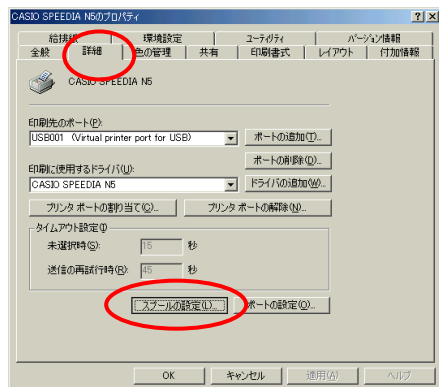 CASIO SPEEDIA N5のプロパティ
給排紙 環境設定 ユーティリティ バージョン情報
全般 詳細 色の管理 共有 印刷書式 レイアウト 付加情報
CASIO SPEEDIA N5
印刷先のポート(P):
USB001 (Virtual printer port for USB) ポートの追加(T)...
ポートの削除(D)...
印刷に使用するドライバ(U):
CASIO SPEEDIA N5 ドライバの追加(W)...
プリンタ ポートの割り当て(C)... プリンタ ポートの解除(N)...
タイムアウト設定
未選択時(S): 15 秒
送信の再試行時(R): 45 秒
スプールの設定(L)... ポートの設定(O)...
OK キャンセル 適用(A) ヘルプ